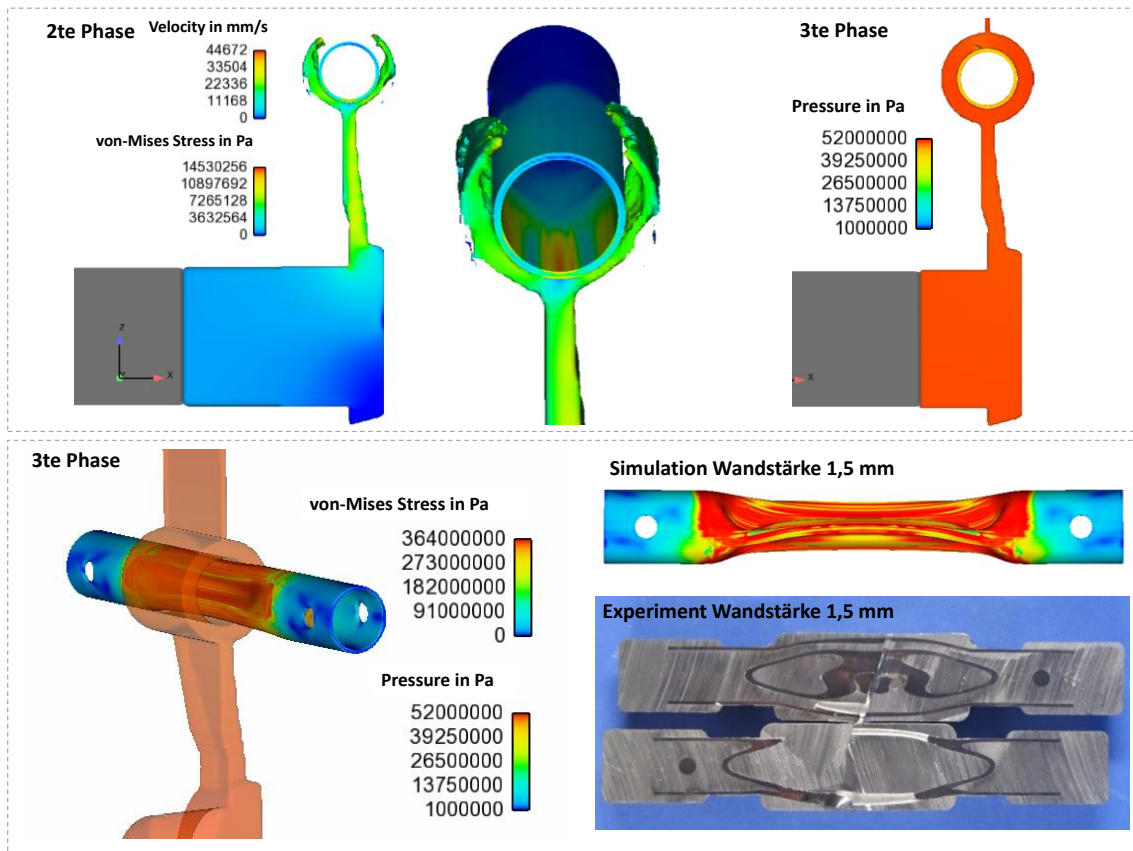 2te Phase
Velocity in mm/s
44672
33504
22336
11168
0
von-Mises Stress in Pa
14530256
10897692
7265128
3632564
0
Z
Y
X
3te Phase
Pressure in Pa
52000000
39250000
26500000
13750000
1000000
X
3te Phase
von-Mises Stress in Pa
364000000
273000000
182000000
91000000
0
Pressure in Pa
52000000
39250000
26500000
13750000
1000000
Simulation Wandstärke 1,5 mm
Experiment Wandstärke 1,5 mm